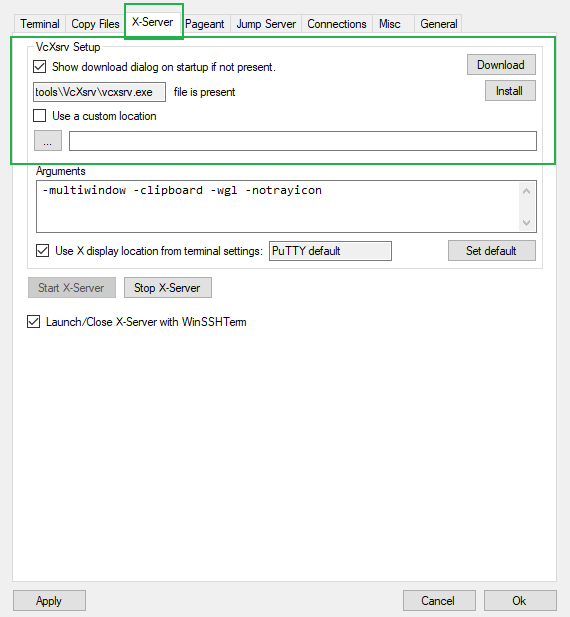 Terminal Copy Files X-Server Pageant Jump Server Connections Misc General
VcXsrv Setup
Show download dialog on startup if not present. Download
tools\VcXsrv\vcxsrv.exe file is present Install
Use a custom location
...
Arguments
-multiwindow -clipboard -wgl -notrayicon
Use X display location from terminal settings: PuTTY default Set default
Start X-Server Stop X-Server
Launch/Close X-Server with WinSSHTerm
Apply Cancel Ok